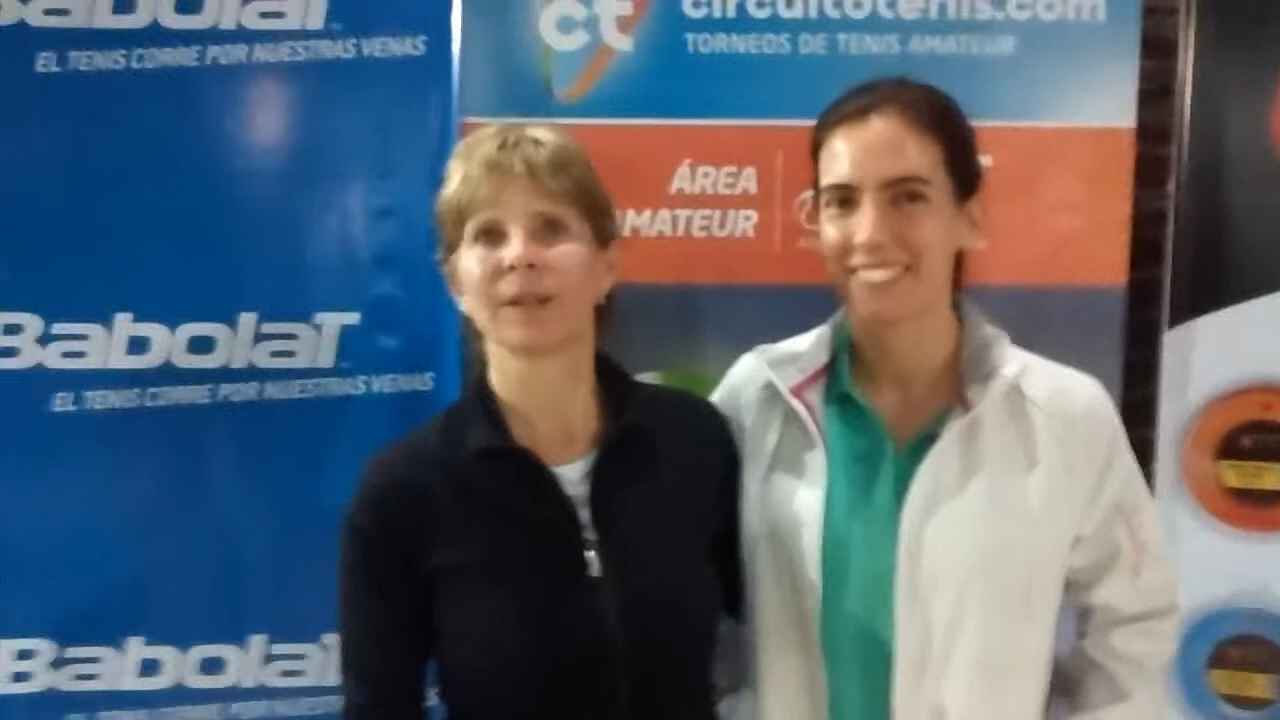 BabolaT
EL TENIS CORRE POR NUESTRAS VENAS
BabolaT
EL TENIS CORRE POR NUESTRAS VENAS
BabolaT
ct
circuitotenis.com
TORNEOS DE TENIS AMATEUR
ÁREA
AMATEUR